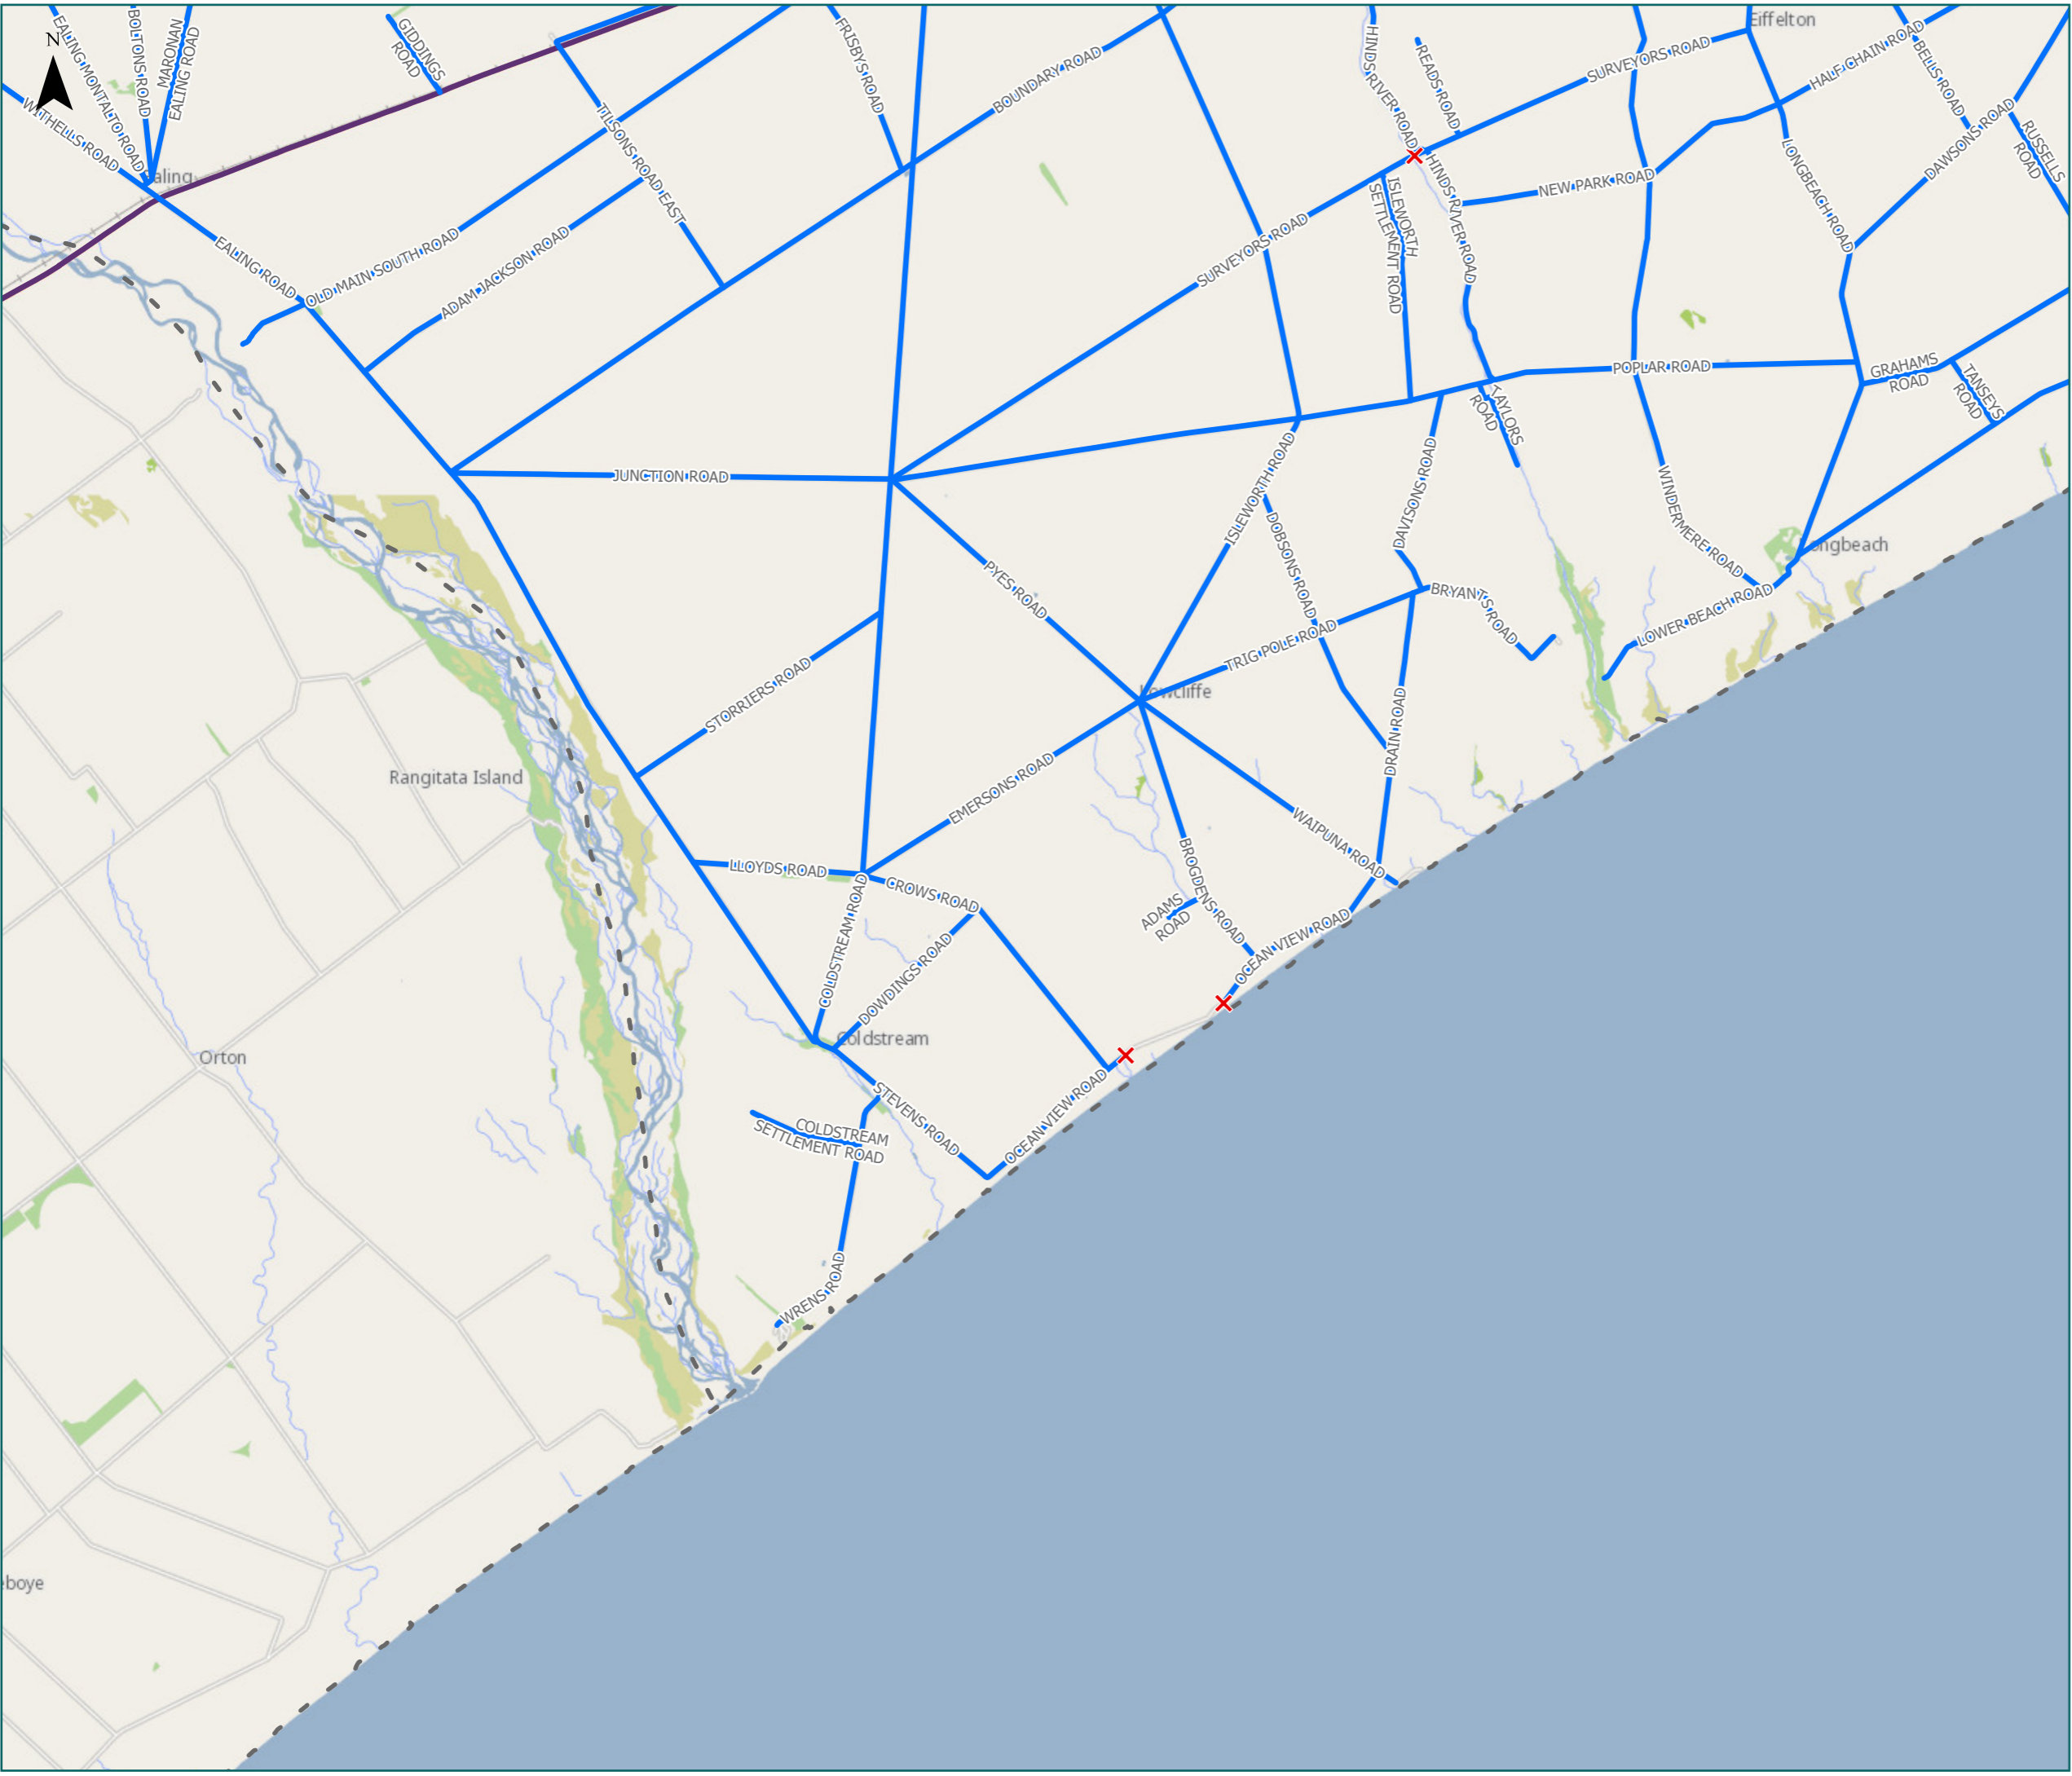 N
EALING MONTALTO ROAD
BOLTONS ROAD
MARONAN
EALING ROAD
WITHELLS ROAD
GIDDINGS
ROAD
FRISBYS ROAD
BOUNDARY ROAD
TILSONS ROAD EAST
HINDS RIVER ROAD
READS ROAD
SURVEYORS ROAD
Eiffelton
HALF CHAIN ROAD
BELLS ROAD
DAWSONS ROAD
RUSSELLS
ROAD
Ealing
EALING ROAD
OLD MAIN SOUTH ROAD
ADAM JACKSON ROAD
SURVEYORS ROAD
ISLEWORTH
SETTLEMENT ROAD
HINDS RIVER ROAD
NEW PARK ROAD
LONGBEACH ROAD
POPLAR ROAD
GRAHAMS
ROAD
TANSEYS
ROAD
TAYLORS
ROAD
JUNCTION ROAD
ISLEWORTH ROAD
DAVISONS ROAD
WINDERMERE ROAD
DOBSONS ROAD
Longbeach
PYES ROAD
BRYANTS ROAD
LOWER BEACH ROAD
TRIG POLE ROAD
Lowcliffe
STORRIERS ROAD
DRAIN ROAD
Rangitata Island
EMERSONS ROAD
WAIPUNA ROAD
LLOYDS ROAD
CROWS ROAD
BROGDENS ROAD
ADAMS
ROAD
COLDSTREAM ROAD
DOWDINGS ROAD
OCEAN VIEW ROAD
Coldstream
Orton
STEVENS ROAD
OCEAN VIEW ROAD
COLDSTREAM
SETTLEMENT ROAD
WRENS ROAD
eboye